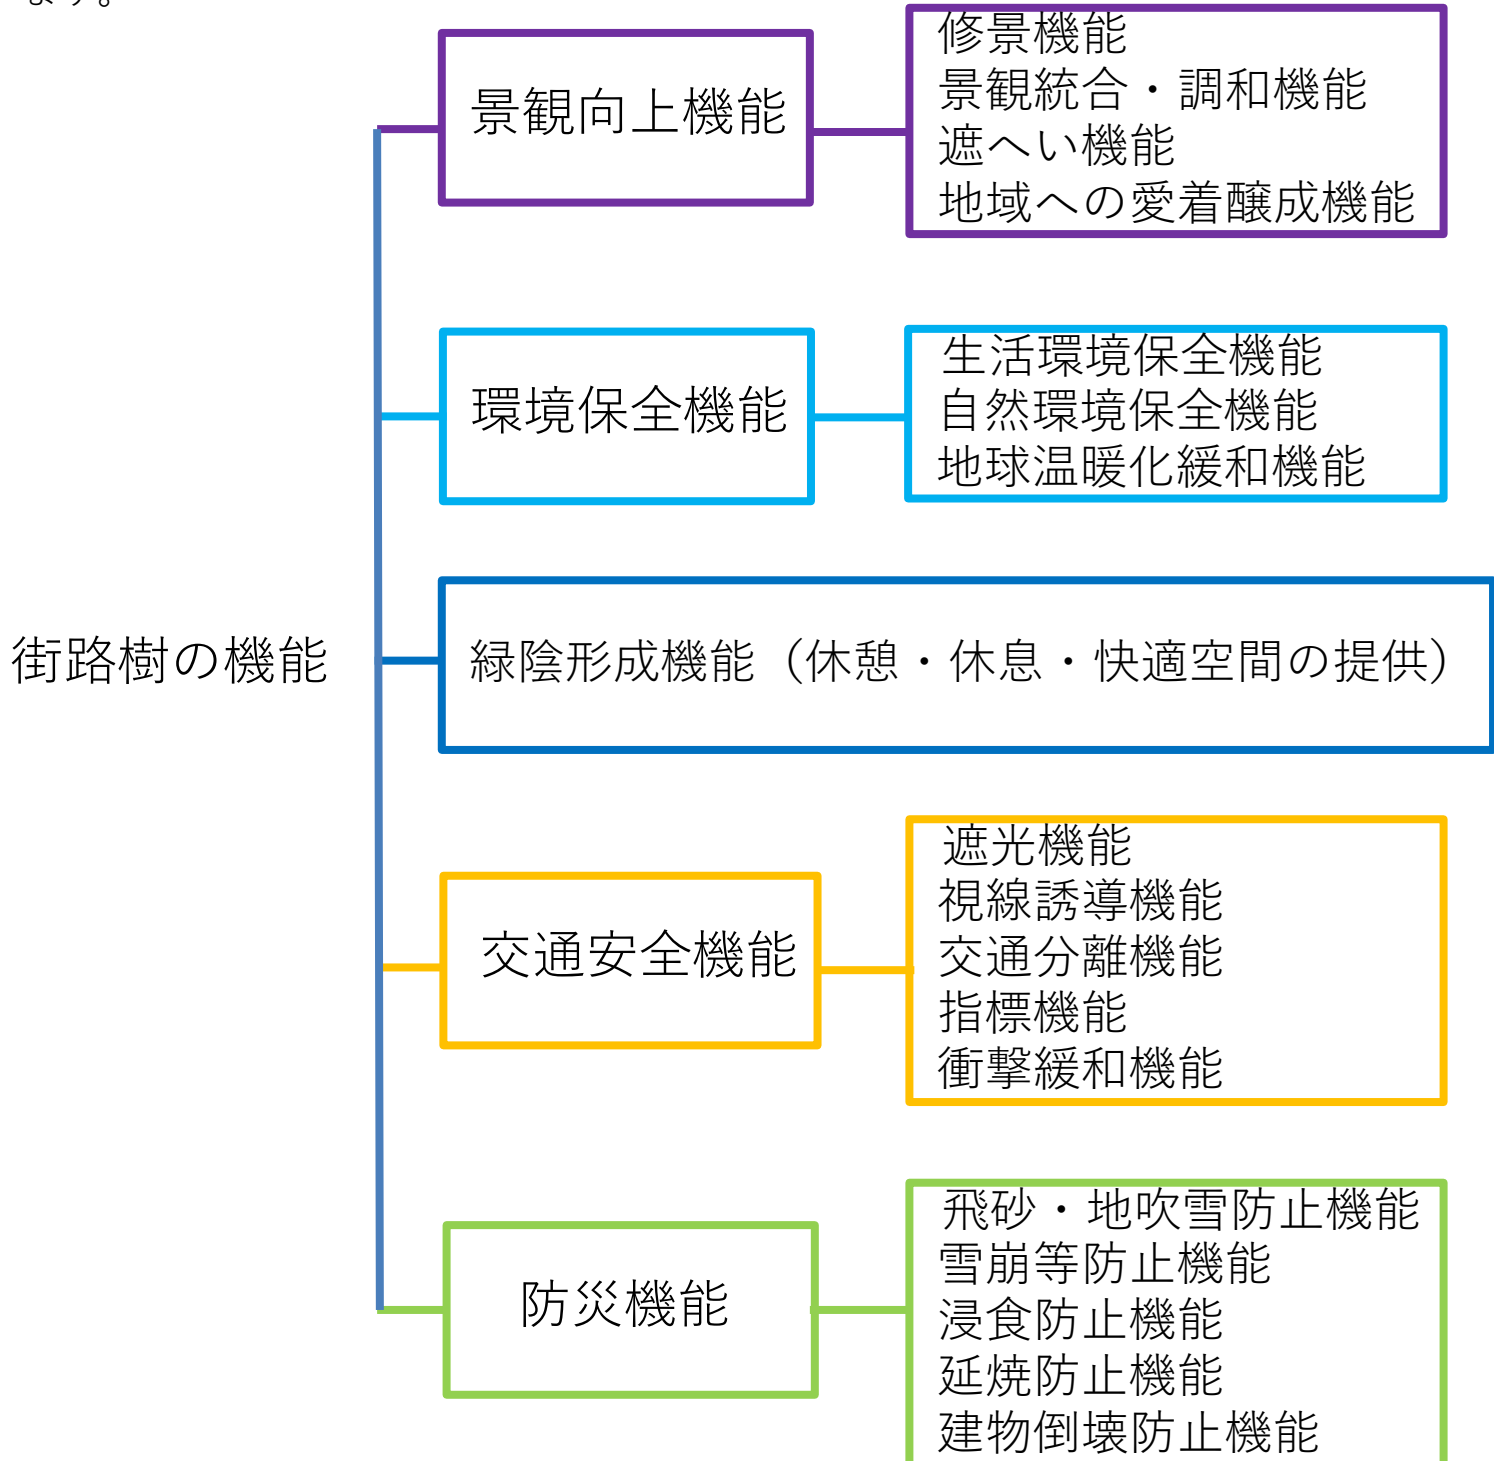 ます。
街路樹の機能
景観向上機能
修景機能
景観統合・調和機能
遮へい機能
地域への愛着醸成機能
環境保全機能
生活環境保全機能
自然環境保全機能
地球温暖化緩和機能
緑陰形成機能（休憩・休息・快適空間の提供）
交通安全機能
遮光機能
視線誘導機能
交通分離機能
指標機能
衝撃緩和機能
防災機能
飛砂・地吹雪防止機能
雪崩等防止機能
浸食防止機能
延焼防止機能
建物倒壊防止機能